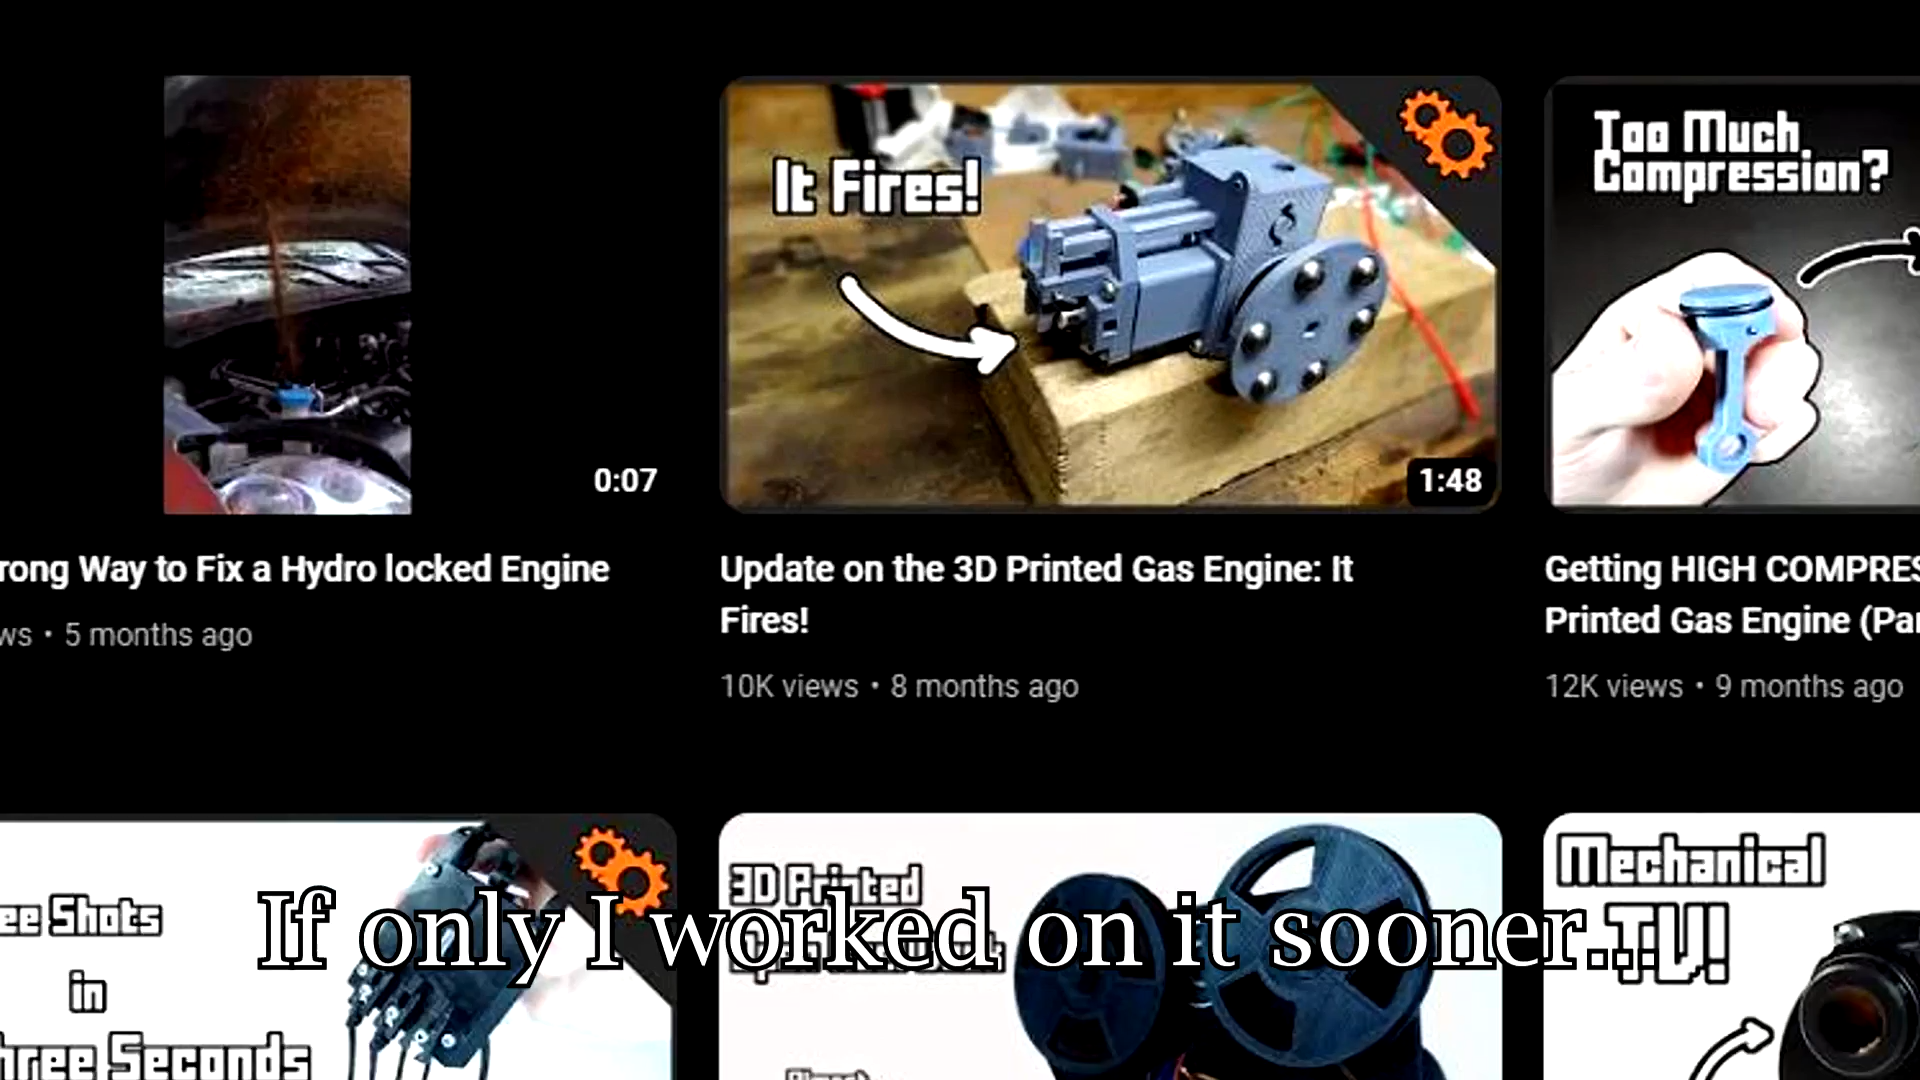 It Fires!
Too Much
Compression?
0:07
1:48
rong Way to Fix a Hydro locked Engine
ws • 5 months ago
Update on the 3D Printed Gas Engine: It
Fires!
10K views • 8 months ago
Getting HIGH COMPRES
Printed Gas Engine (Par
12K views • 9 months ago
ee Shots
in
hree Seconds
3D Printed
Mechanical
TV!
If only I worked on it sooner...